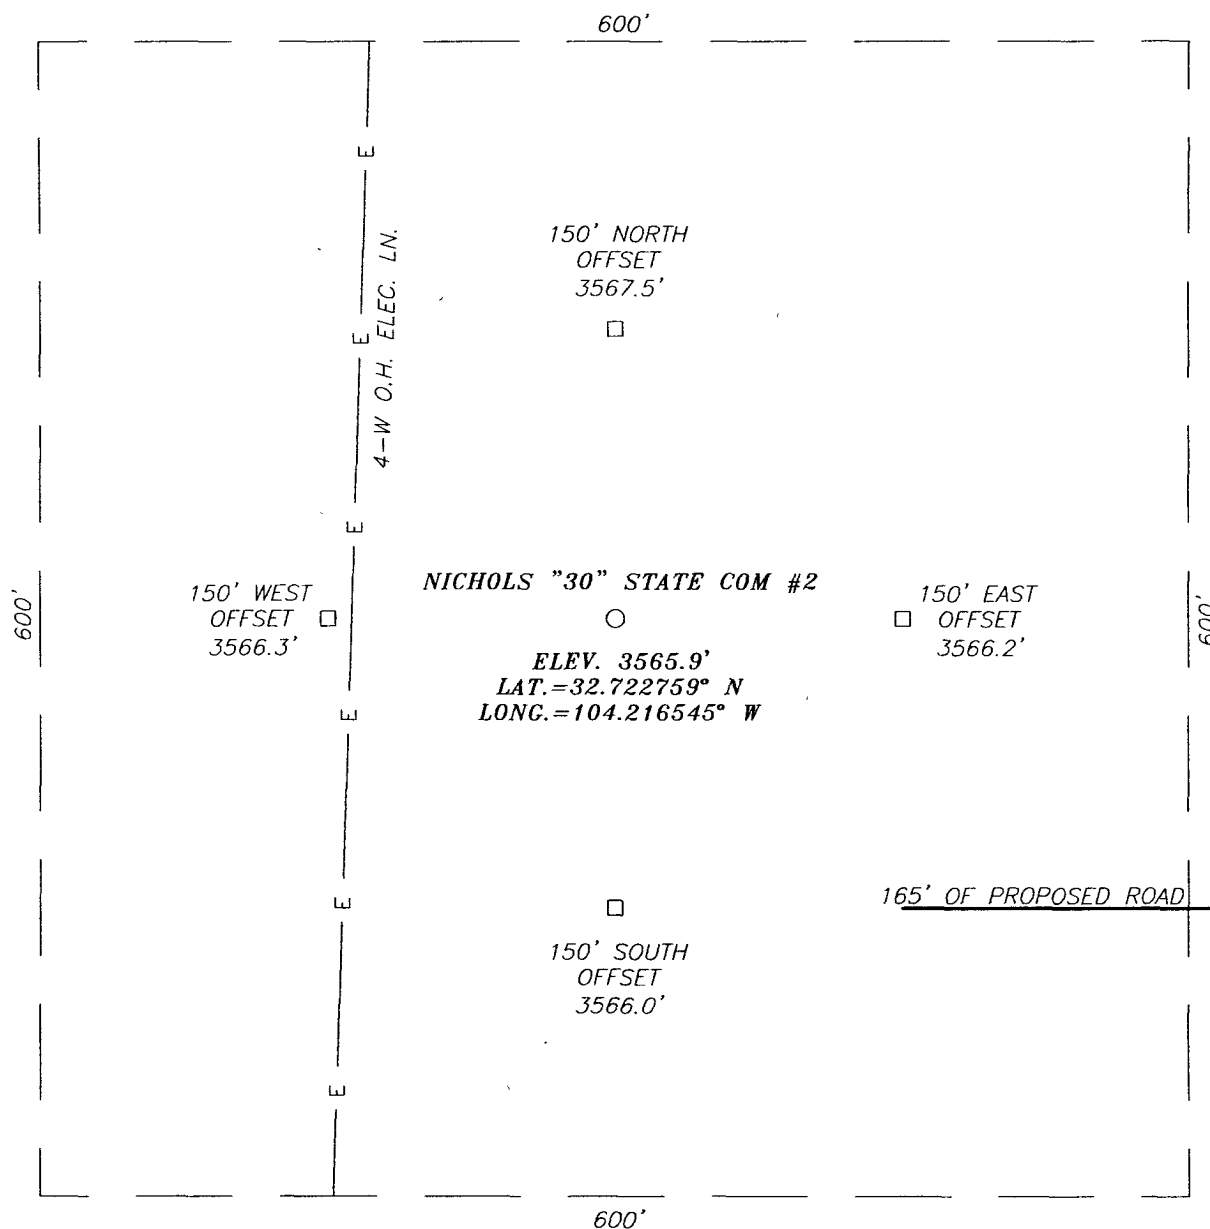 600'
E
150' NORTH
OFFSET
3567.5'
4-W O.H. ELEC. LN.
E
E
150' WEST
OFFSET
3566.3'
NICHOLS "30" STATE COM #2
150' EAST
OFFSET
3566.2'
600'
600'
ELEV. 3565.9'
LAT.=32.722759° N
LONG.=104.216545° W
E
E
165' OF PROPOSED ROAD
150' SOUTH
OFFSET
3566.0'
E
600'